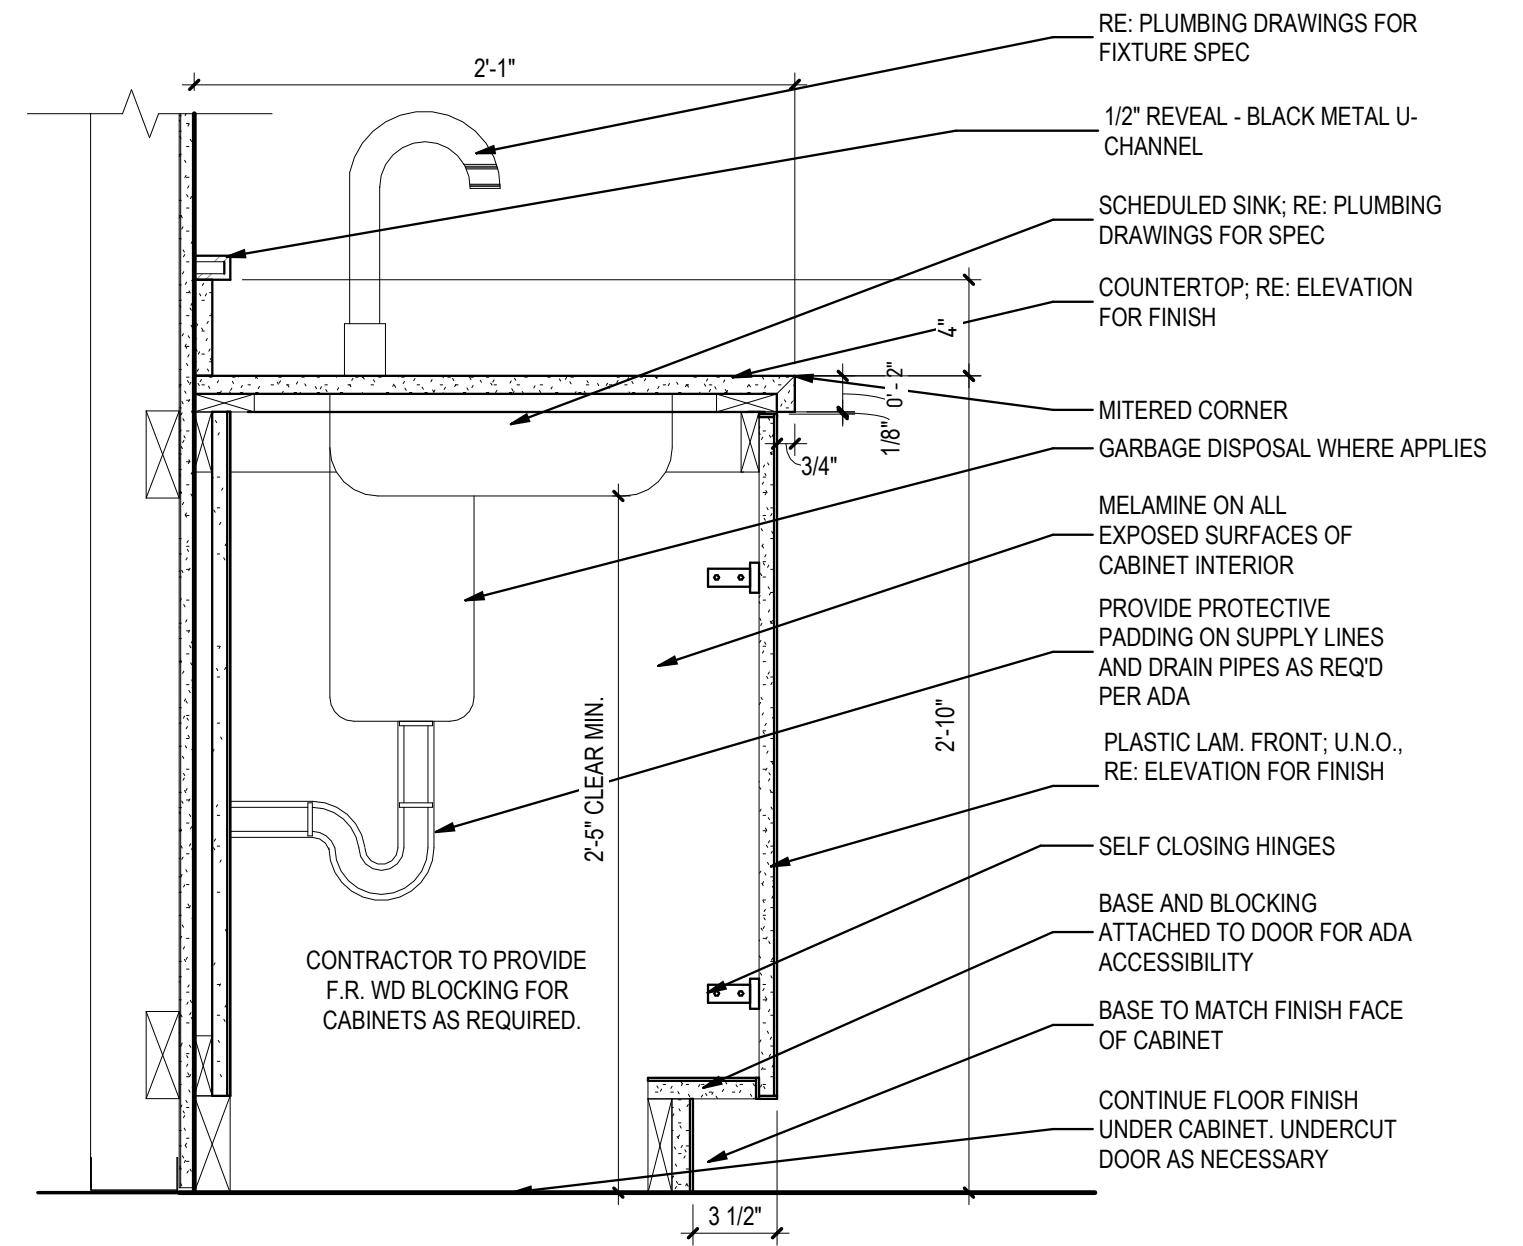 RE: PLUMBING DRAWINGS FOR
FIXTURE SPEC
2'-1"
1/2" REVEAL - BLACK METAL U-
CHANNEL
SCHEDULED SINK; RE: PLUMBING
DRAWINGS FOR SPEC
COUNTERTOP; RE: ELEVATION
FOR FINISH
4"
0' - 2"
1/8"
3/4"
MITERED CORNER
GARBAGE DISPOSAL WHERE APPLIES
MELAMINE ON ALL
EXPOSED SURFACES OF
CABINET INTERIOR
PROVIDE PROTECTIVE
PADDING ON SUPPLY LINES
AND DRAIN PIPES AS REQ'D
PER ADA
2'-10"
2'-5" CLEAR MIN.
PLASTIC LAM. FRONT; U.N.O.,
RE: ELEVATION FOR FINISH
SELF CLOSING HINGES
BASE AND BLOCKING
ATTACHED TO DOOR FOR ADA
ACCESSIBILITY
CONTRACTOR TO PROVIDE
F.R. WD BLOCKING FOR
CABINETS AS REQUIRED.
BASE TO MATCH FINISH FACE
OF CABINET
CONTINUE FLOOR FINISH
UNDER CABINET. UNDERCUT
DOOR AS NECESSARY
3 1/2"